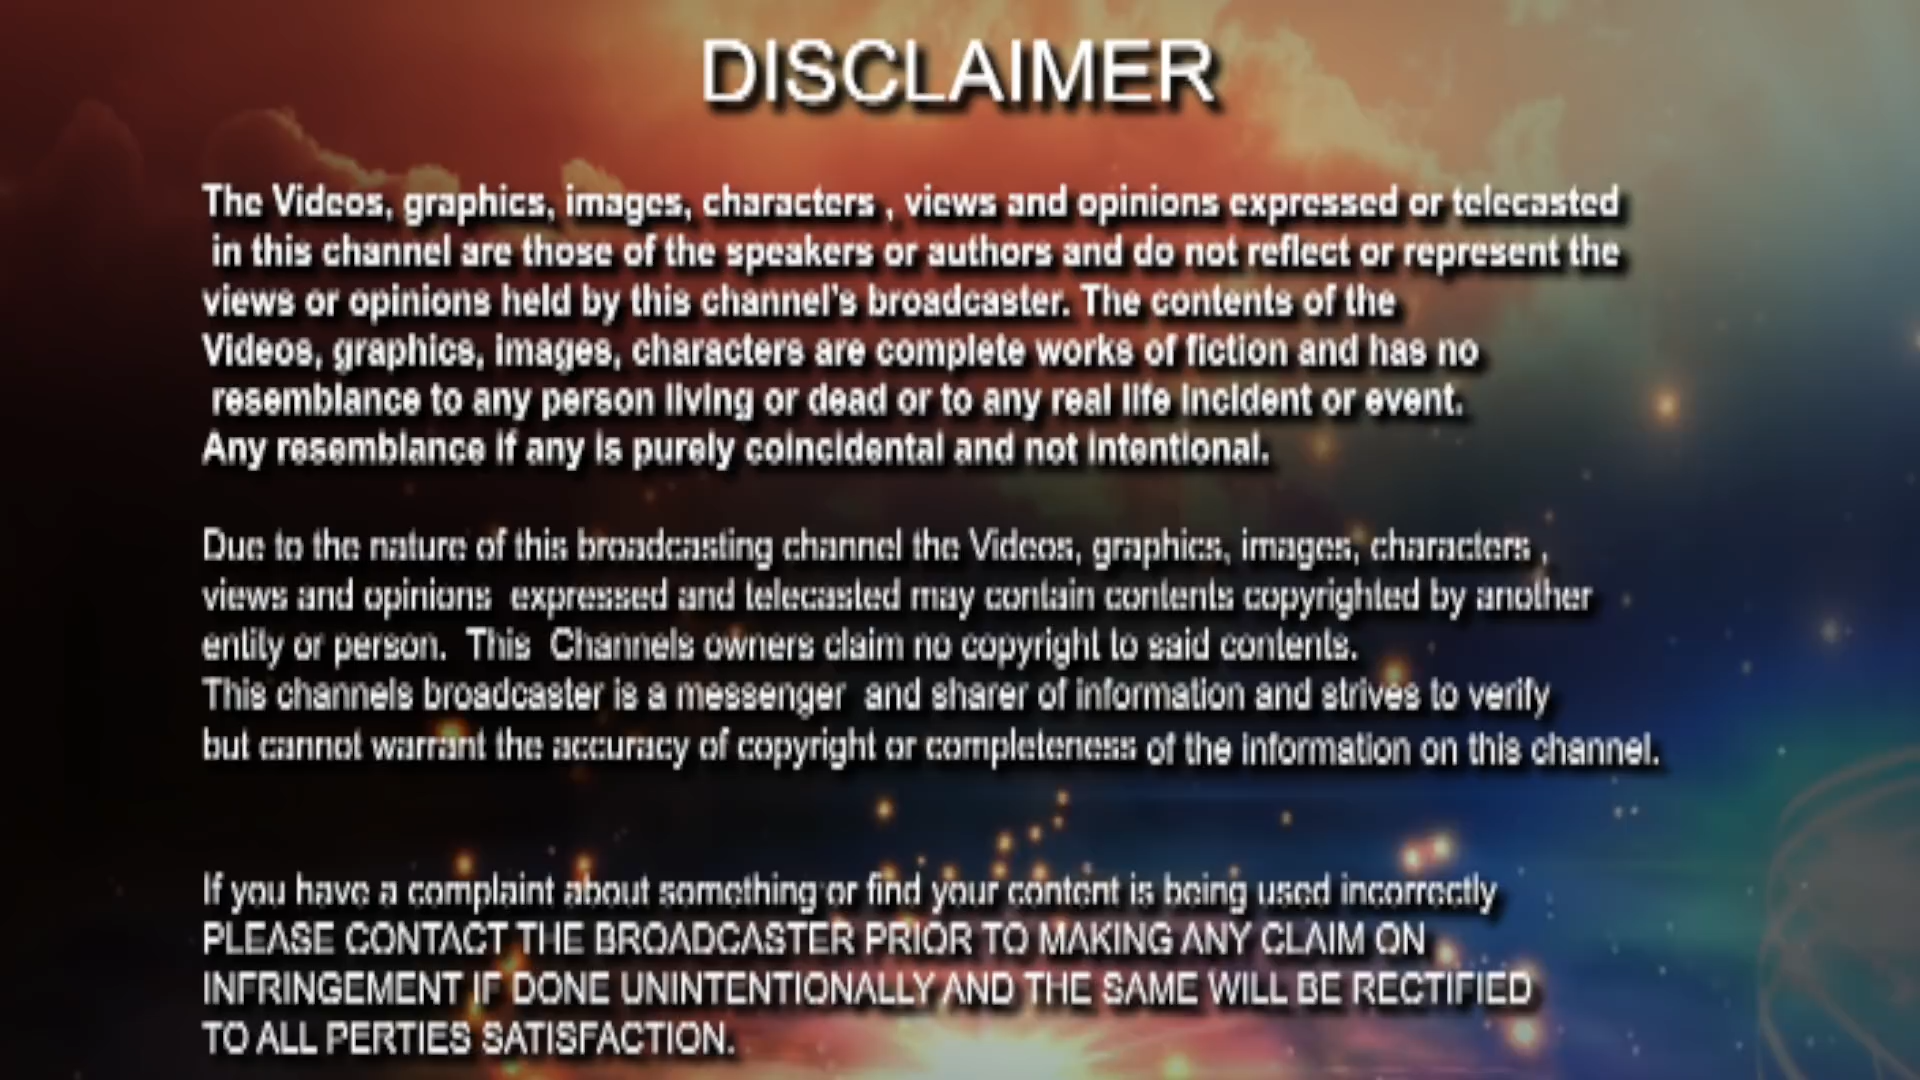 DISCLAIMER
The Videos, graphics, images, characters , views and opinions expressed or telecasted
in this channel are those of the speakers or authors and do not reflect or represent the
views or opinions held by this channel's broadcaster. The contents of the
Videos, graphics, images, characters are complete works of fiction and has no
resemblance to any person living or dead or to any real life incident or event.
Any resemblance if any is purely coincidental and not intentional.
Due to the nature of this broadcasting channel the Videos, graphics, images, characters ,
views and opinions expressed and telecasted may contain contents copyrighted by another
entity or person. This Channels owners claim no copyright to said contents.
This channels broadcaster is a messenger and sharer of information and strives to verify
but cannot warrant the accuracy of copyright or completeness of the information on this channel.
If you have a complaint about something or find your content is being used incorrectly
PLEASE CONTACT THE BROADCASTER PRIOR TO MAKING ANY CLAIM ON
INFRINGEMENT IF DONE UNINTENTIONALLY AND THE SAME WILL BE RECTIFIED
TO ALL PERTIES SATISFACTION.